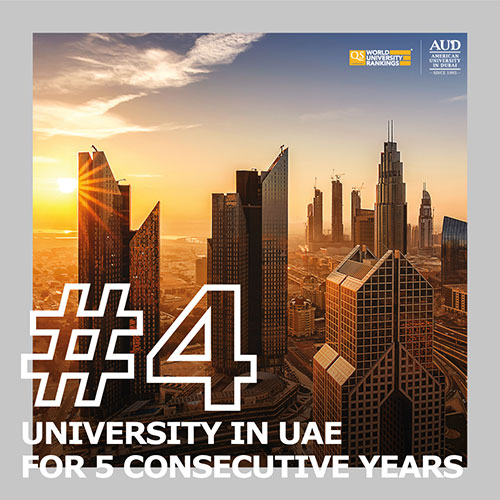 QS
WORLD
UNIVERSITY
RANKINGS
AUD
AMERICAN
UNIVERSITY
IN DUBAI
SINCE 1995
#4
UNIVERSITY IN UAE
FOR 5 CONSECUTIVE YEARS